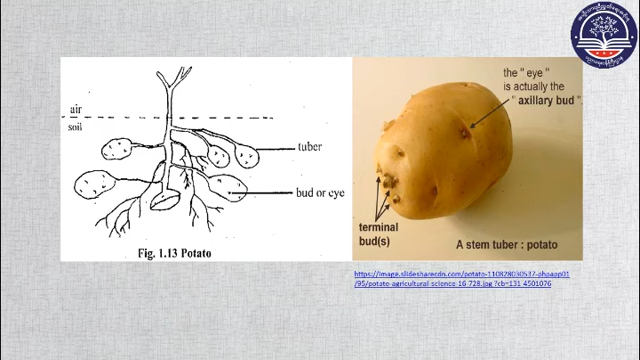 air
soil
tuber
bud or eye
Fig. 1.13 Potato
the " eye "
is actually the
" axillary bud "
terminal
bud(s)
A stem tuber : potato
https://image.slidesharecdn.com/potato-110828030537-phpapp01
/95/potato-agricultural-science-16-728.jpg ?cb=131 4501076